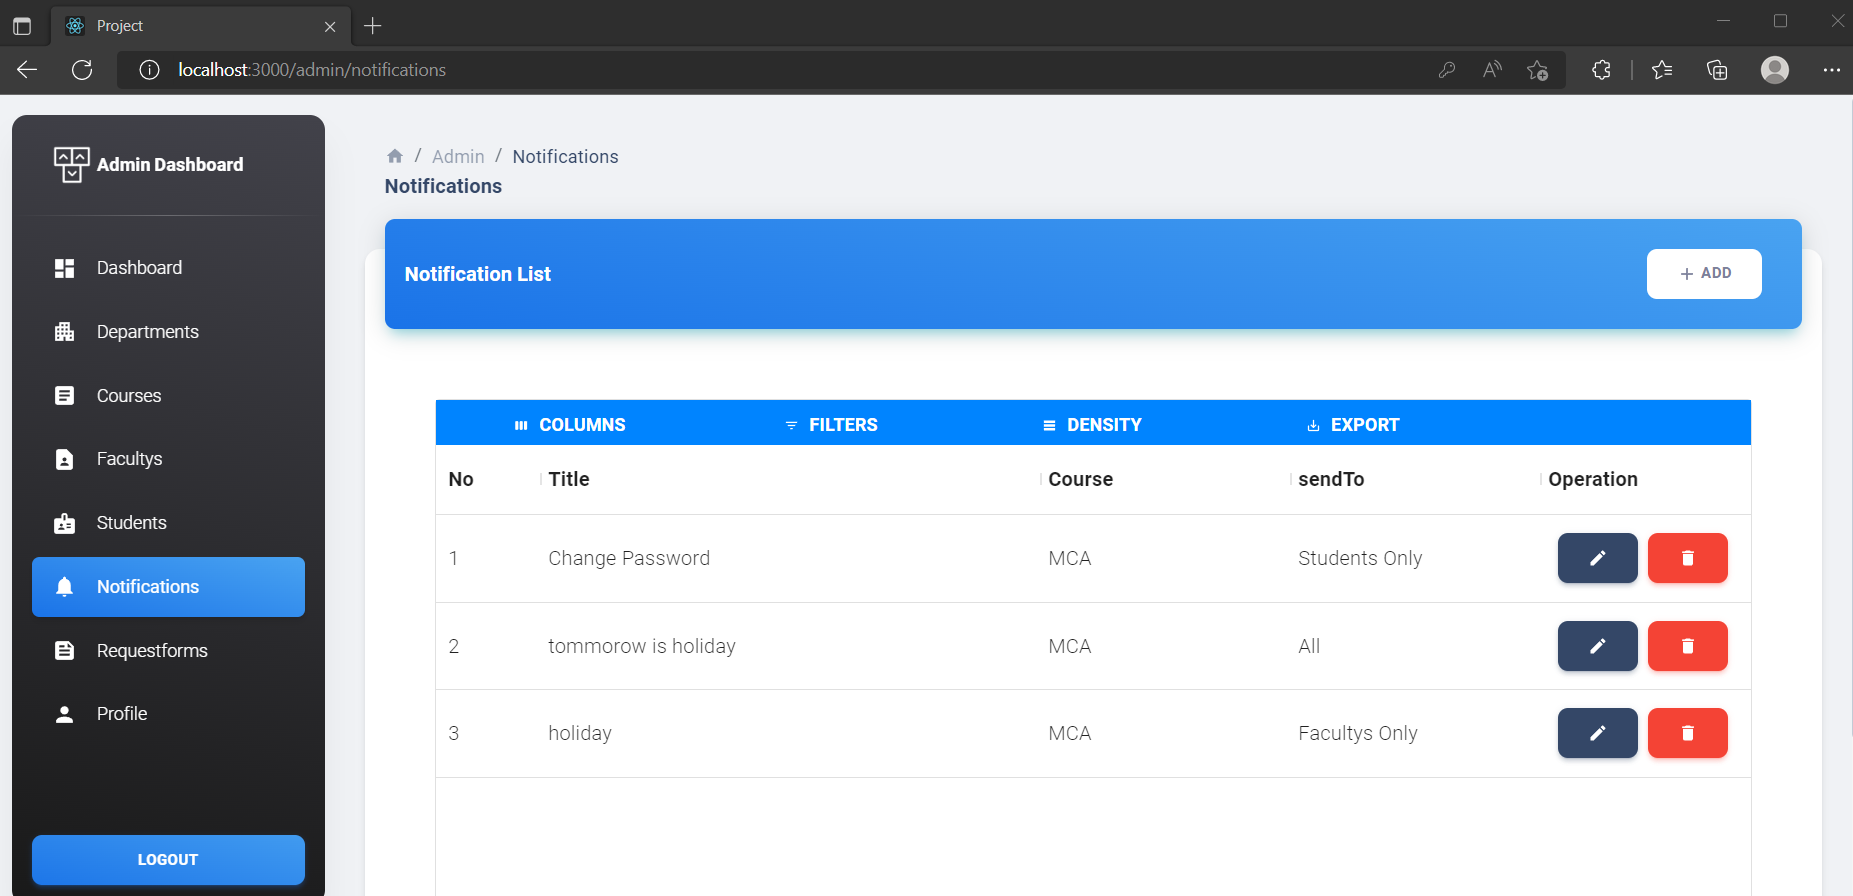 Project
localhost:3000/admin/notifications
Admin Dashboard
Dashboard
Departments
Courses
Facultys
Students
Notifications
Requestforms
Profile
LOGOUT
/ Admin / Notifications
Notifications
Notification List
+ ADD
COLUMNS FILTERS DENSITY EXPORT
No Title Course sendTo Operation
1 Change Password MCA Students Only
2 tommorow is holiday MCA All
3 holiday MCA Facultys Only